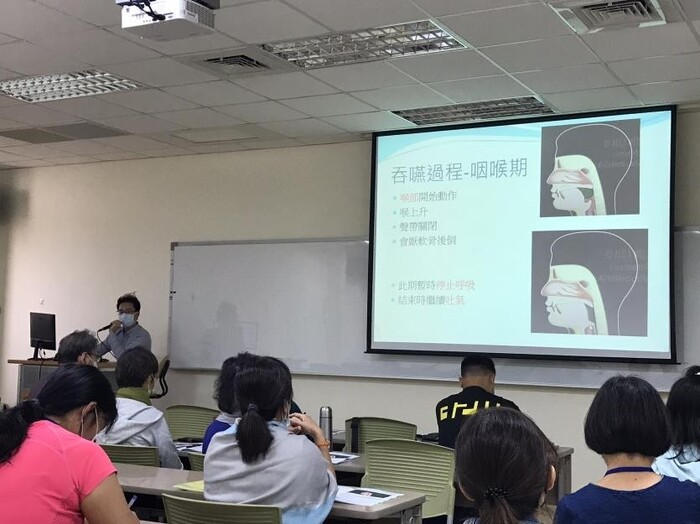 吞嚥過程-咽喉期
喉部開始動作
喉上升
聲帶關閉
會厭軟骨後倒
此期暫時停止呼吸
結束時繼續吐氣